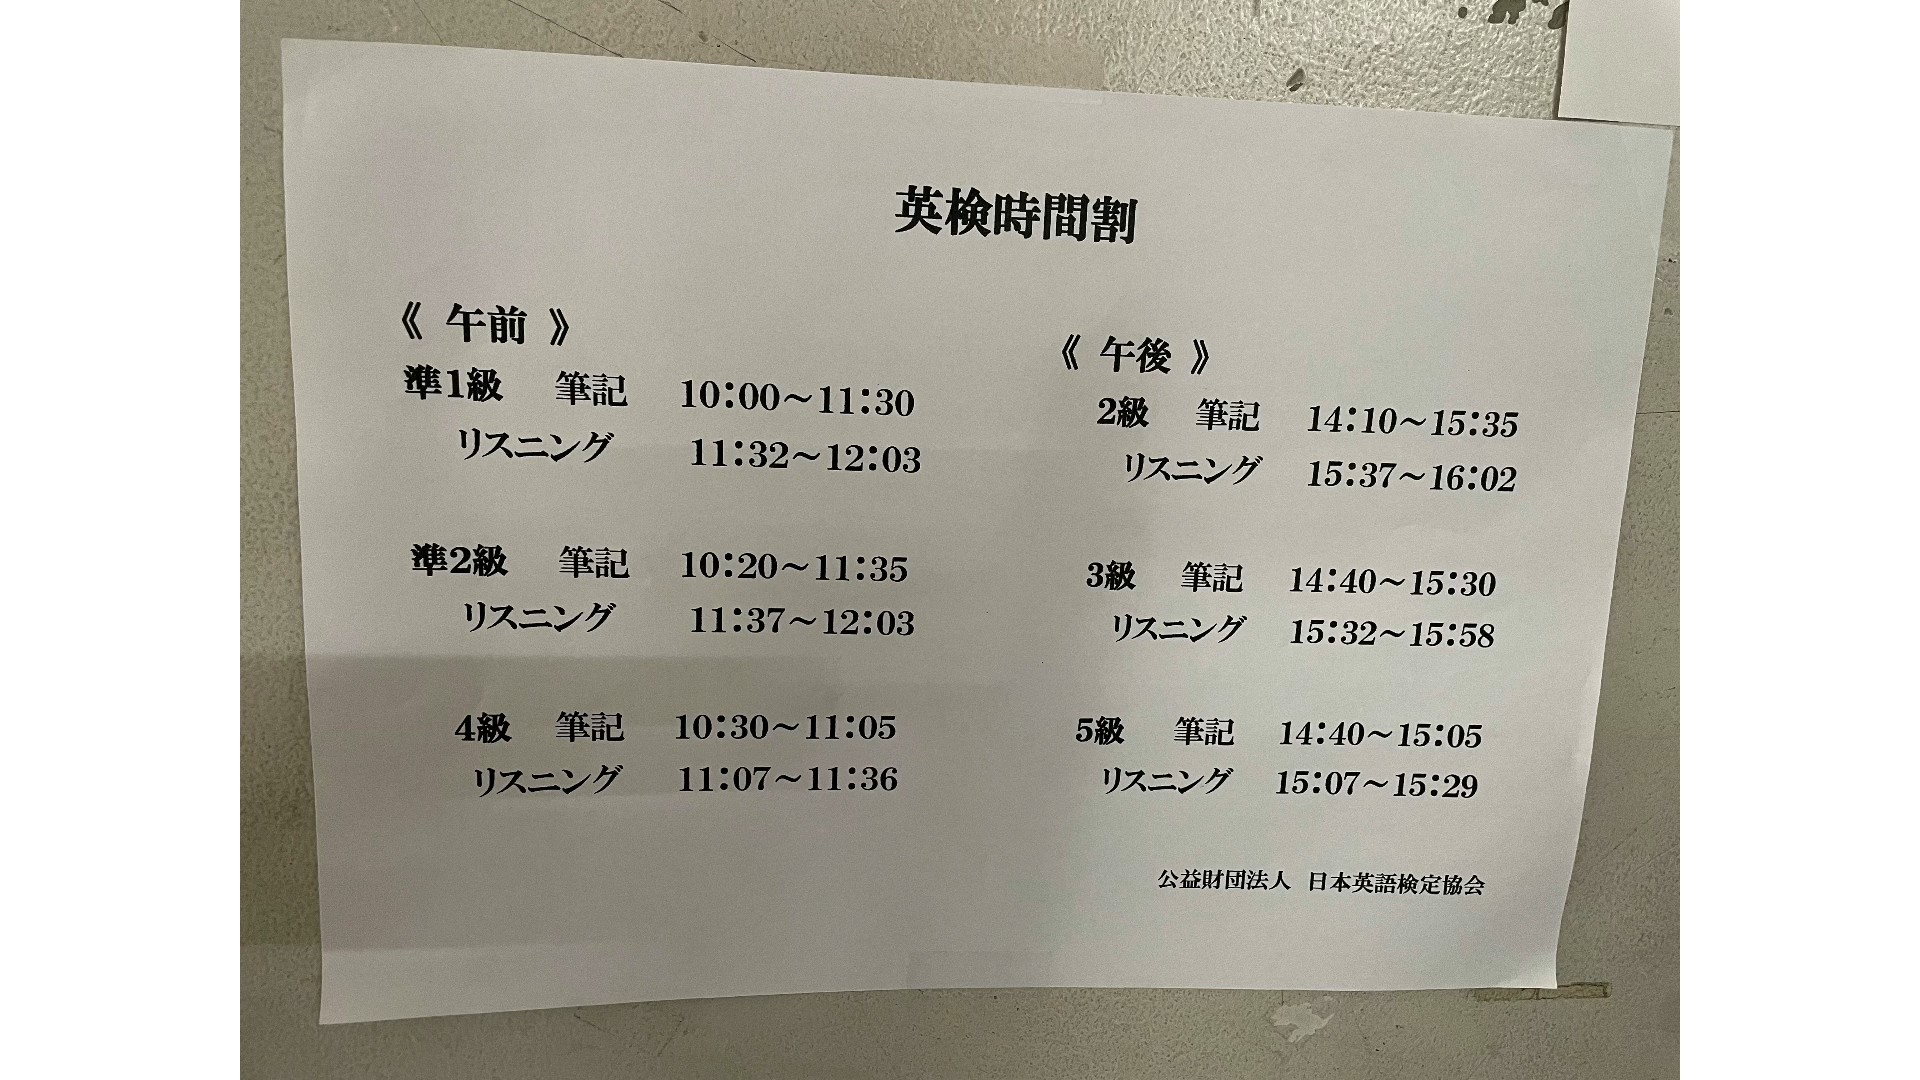 英検時間割
《 午前 》
準1級 筆記 10:00～11:30
リスニング 11:32～12:03
準2級 筆記 10:20～11:35
リスニング 11:37～12:03
4級 筆記 10:30～11:05
リスニング 11:07～11:36
《 午後 》
2級 筆記 14:10～15:35
リスニング 15:37～16:02
3級 筆記 14:40～15:30
リスニング 15:32～15:58
5級 筆記 14:40～15:05
リスニング 15:07～15:29
公益財団法人 日本英語検定協会